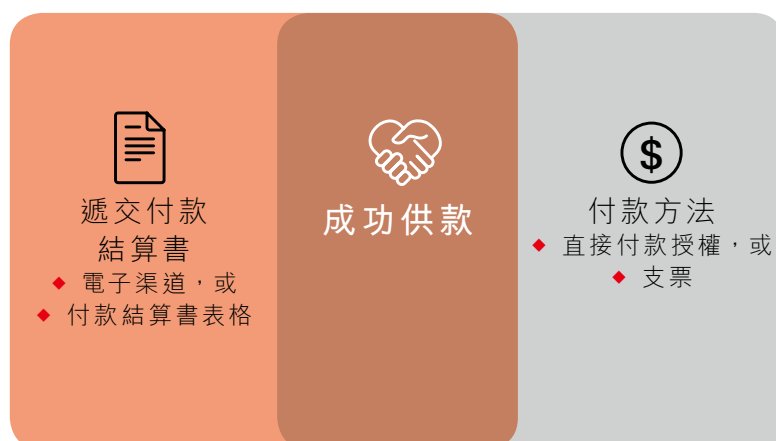 遞交付款
結算書
◆ 電子渠道，或
◆ 付款結算書表格
成功供款
$
付款方法
◆ 直接付款授權，或
◆ 支票